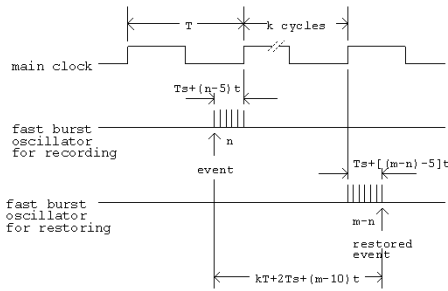 T
k cycles
main clock
Ts+(n-5)t
fast burst
oscillator
for recording
n
event
Ts+[(m-n)-5]t
fast burst
oscillator
for restoring
m-n
restored
event
kT+2Ts+(m-10)t